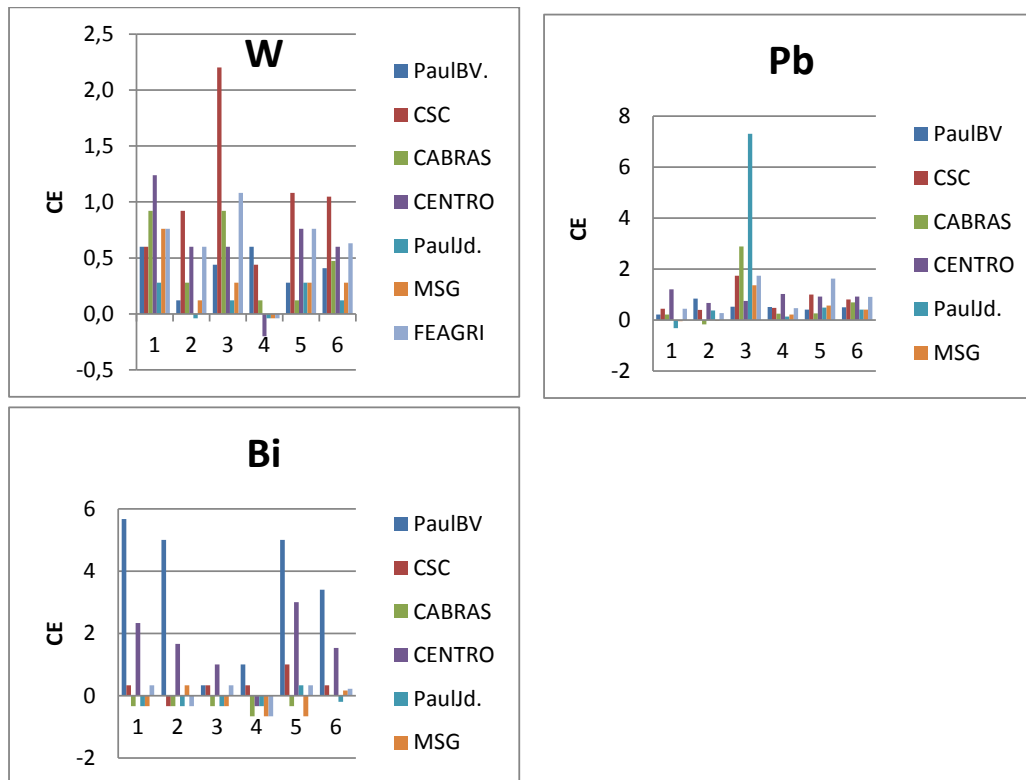 W
2,5
2,0
1,5
1,0
0,5
0,0
-0,5
CE
1 2 3 4 5 6
PaulBV.
CSC
CABRAS
CENTRO
PaulJd.
MSG
FEAGRI
Pb
8
6
4
2
0
-2
CE
1 2 3 4 5 6
PaulBV
CSC
CABRAS
CENTRO
PaulJd.
MSG
Bi
6
4
2
0
-2
CE
1 2 3 4 5 6
PaulBV
CSC
CABRAS
CENTRO
PaulJd.
MSG